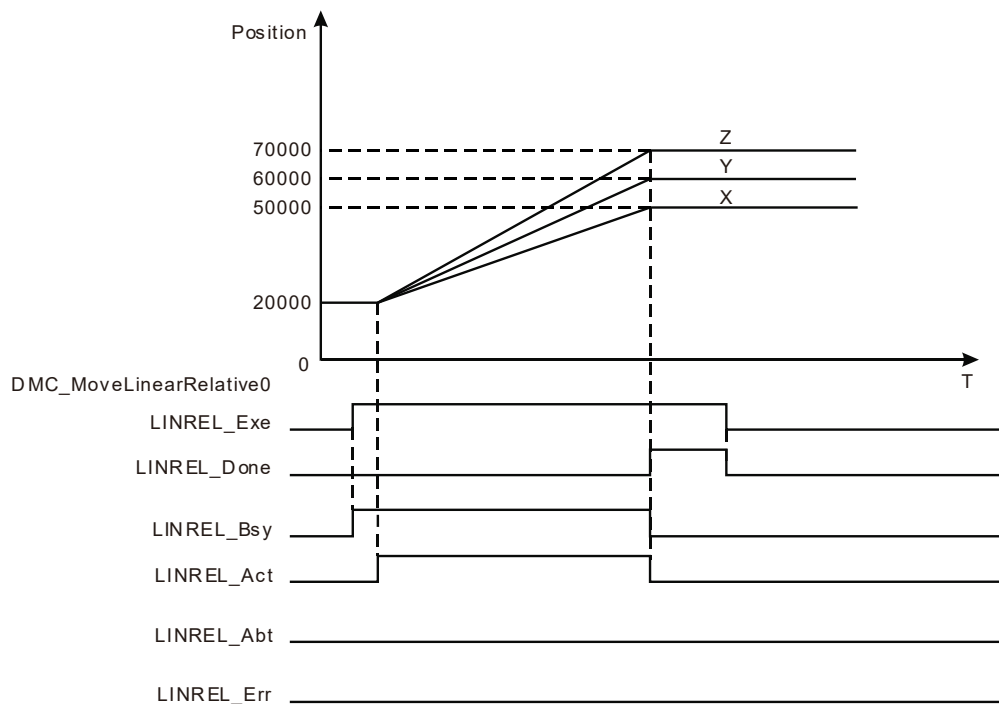 Position
Z
70000
Y
60000
X
50000
20000
0
T
DMC_MoveLinearRelative0
LINREL_Exe
LINREL_Done
LINREL_Bsy
LINREL_Act
LINREL_Abt
LINREL_Err